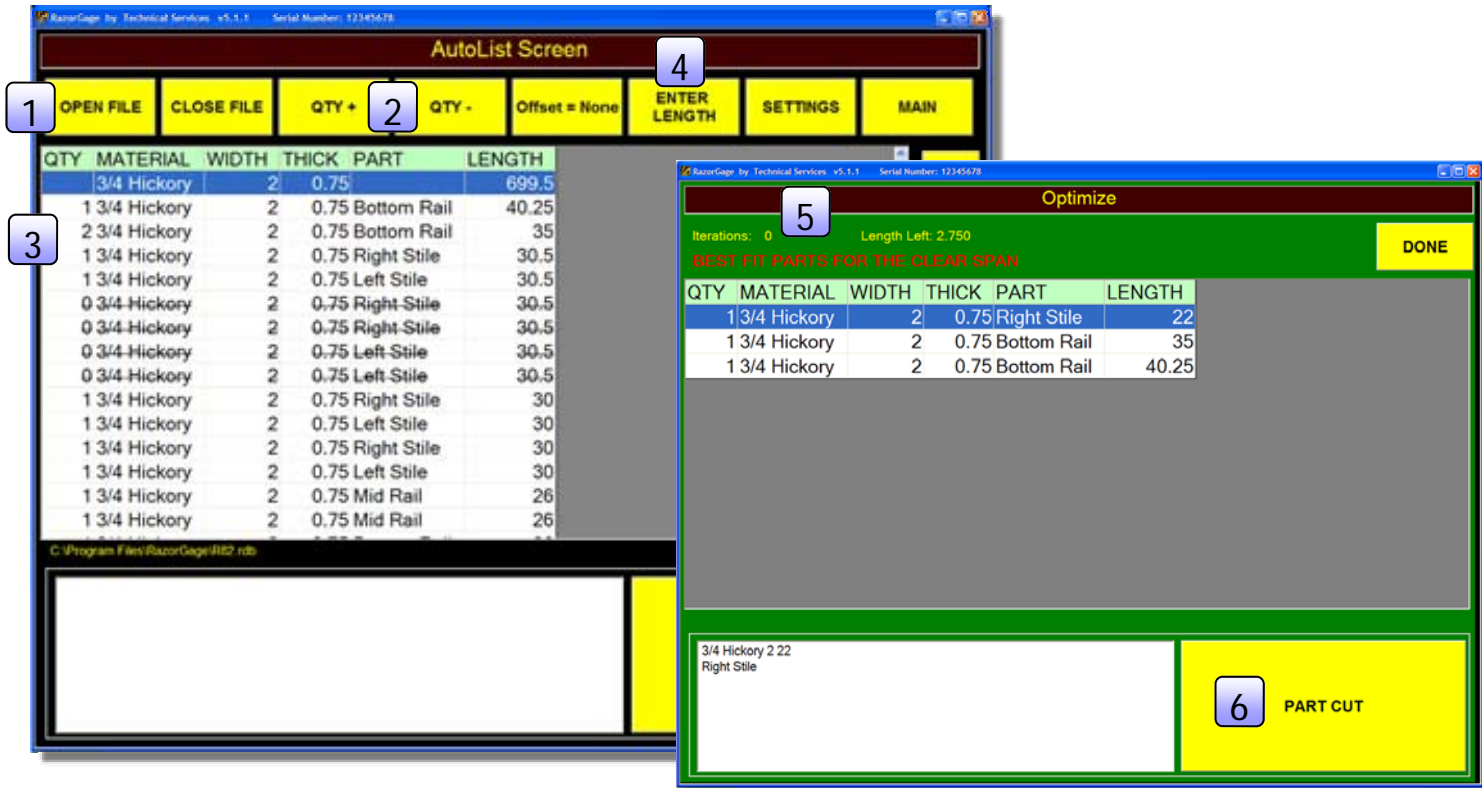 RazorGage by Technical Services v5.1.1 Serial Number: 12345678
AutoList Screen
1
OPEN FILE
CLOSE FILE
QTY +
2
QTY -
Offset = None
4
ENTER
LENGTH
SETTINGS
MAIN
QTY MATERIAL WIDTH THICK PART LENGTH
3/4 Hickory 2 0.75 699.5
1 3/4 Hickory 2 0.75 Bottom Rail 40.25
3
2 3/4 Hickory 2 0.75 Bottom Rail 35
1 3/4 Hickory 2 0.75 Right Stile 30.5
1 3/4 Hickory 2 0.75 Left Stile 30.5
0 3/4 Hickory 2 0.75 Right Stile 30.5
0 3/4 Hickory 2 0.75 Right Stile 30.5
0 3/4 Hickory 2 0.75 Left Stile 30.5
0 3/4 Hickory 2 0.75 Left Stile 30.5
1 3/4 Hickory 2 0.75 Right Stile 30
1 3/4 Hickory 2 0.75 Left Stile 30
1 3/4 Hickory 2 0.75 Right Stile 30
1 3/4 Hickory 2 0.75 Left Stile 30
1 3/4 Hickory 2 0.75 Mid Rail 26
1 3/4 Hickory 2 0.75 Mid Rail 26
C:\Program Files\RazorGage\R82.rdb
RazorGage by Technical Services v5.1.1 Serial Number: 12345678
Optimize
5
Iterations: 0 Length Left: 2.750
BEST FIT PARTS FOR THE CLEAR SPAN
DONE
QTY MATERIAL WIDTH THICK PART LENGTH
1 3/4 Hickory 2 0.75 Right Stile 22
1 3/4 Hickory 2 0.75 Bottom Rail 35
1 3/4 Hickory 2 0.75 Bottom Rail 40.25
3/4 Hickory 2 22
Right Stile
6
PART CUT